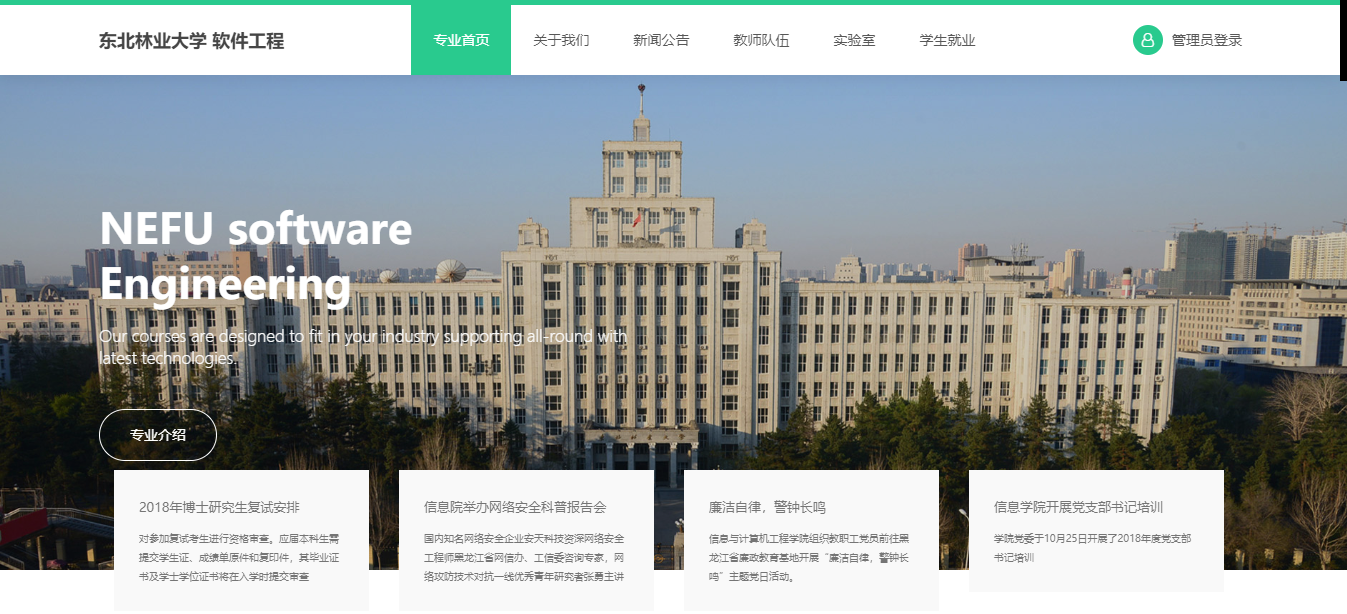 东北林业大学 软件工程
专业首页
关于我们
新闻公告
教师队伍
实验室
学生就业
管理员登录
NEFU software
Engineering
Our courses are designed to fit in your industry supporting all-round with
latest technologies.
专业介绍
2018年博士研究生复试安排
对参加复试考生进行资格审查。应届本科生需
提交学生证、成绩单原件和复印件，其毕业证
书及学士学位证书将在入学时提交审查
信息院举办网络安全科普报告会
国内知名网络安全企业安天科技资深网络安全
工程师黑龙江省网信办、工信委咨询专家，网
络攻防技术对抗一线优秀青年研究者张勇主讲
廉洁自律，警钟长鸣
信息与计算机工程学院组织教职工党员前往黑
龙江省廉政教育基地开展“廉洁自律，警钟长
鸣”主题党日活动。
信息学院开展党支部书记培训
学院党委于10月25日开展了2018年度党支部
书记培训